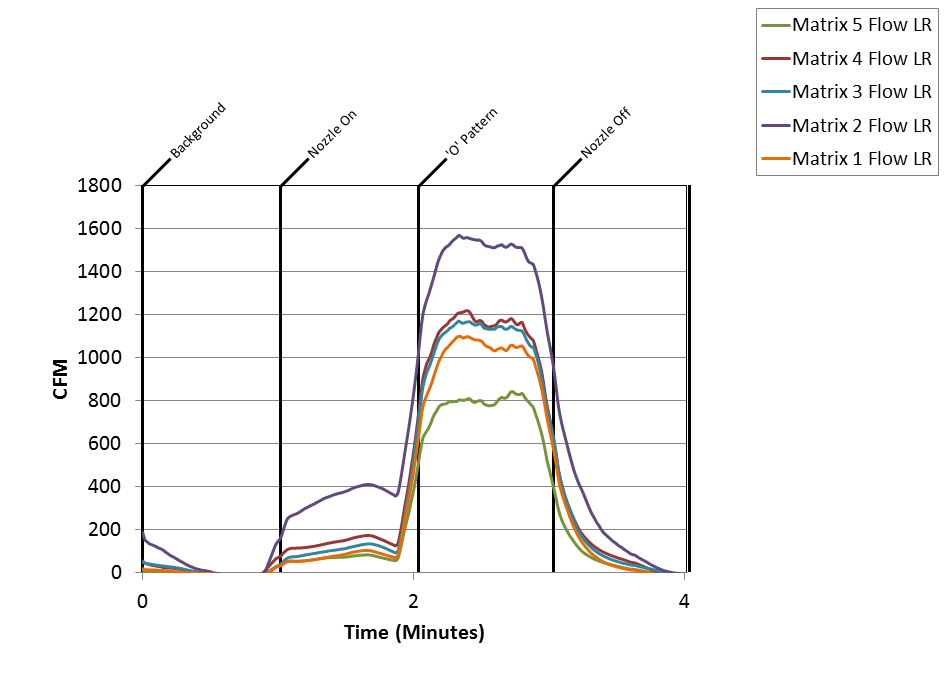 Matrix 5 Flow LR
Matrix 4 Flow LR
Matrix 3 Flow LR
Matrix 2 Flow LR
Matrix 1 Flow LR
Background
Nozzle On
'O' Pattern
Nozzle Off
1800
1600
1400
1200
1000
800
600
400
200
0
CFM
0
2
4
Time (Minutes)